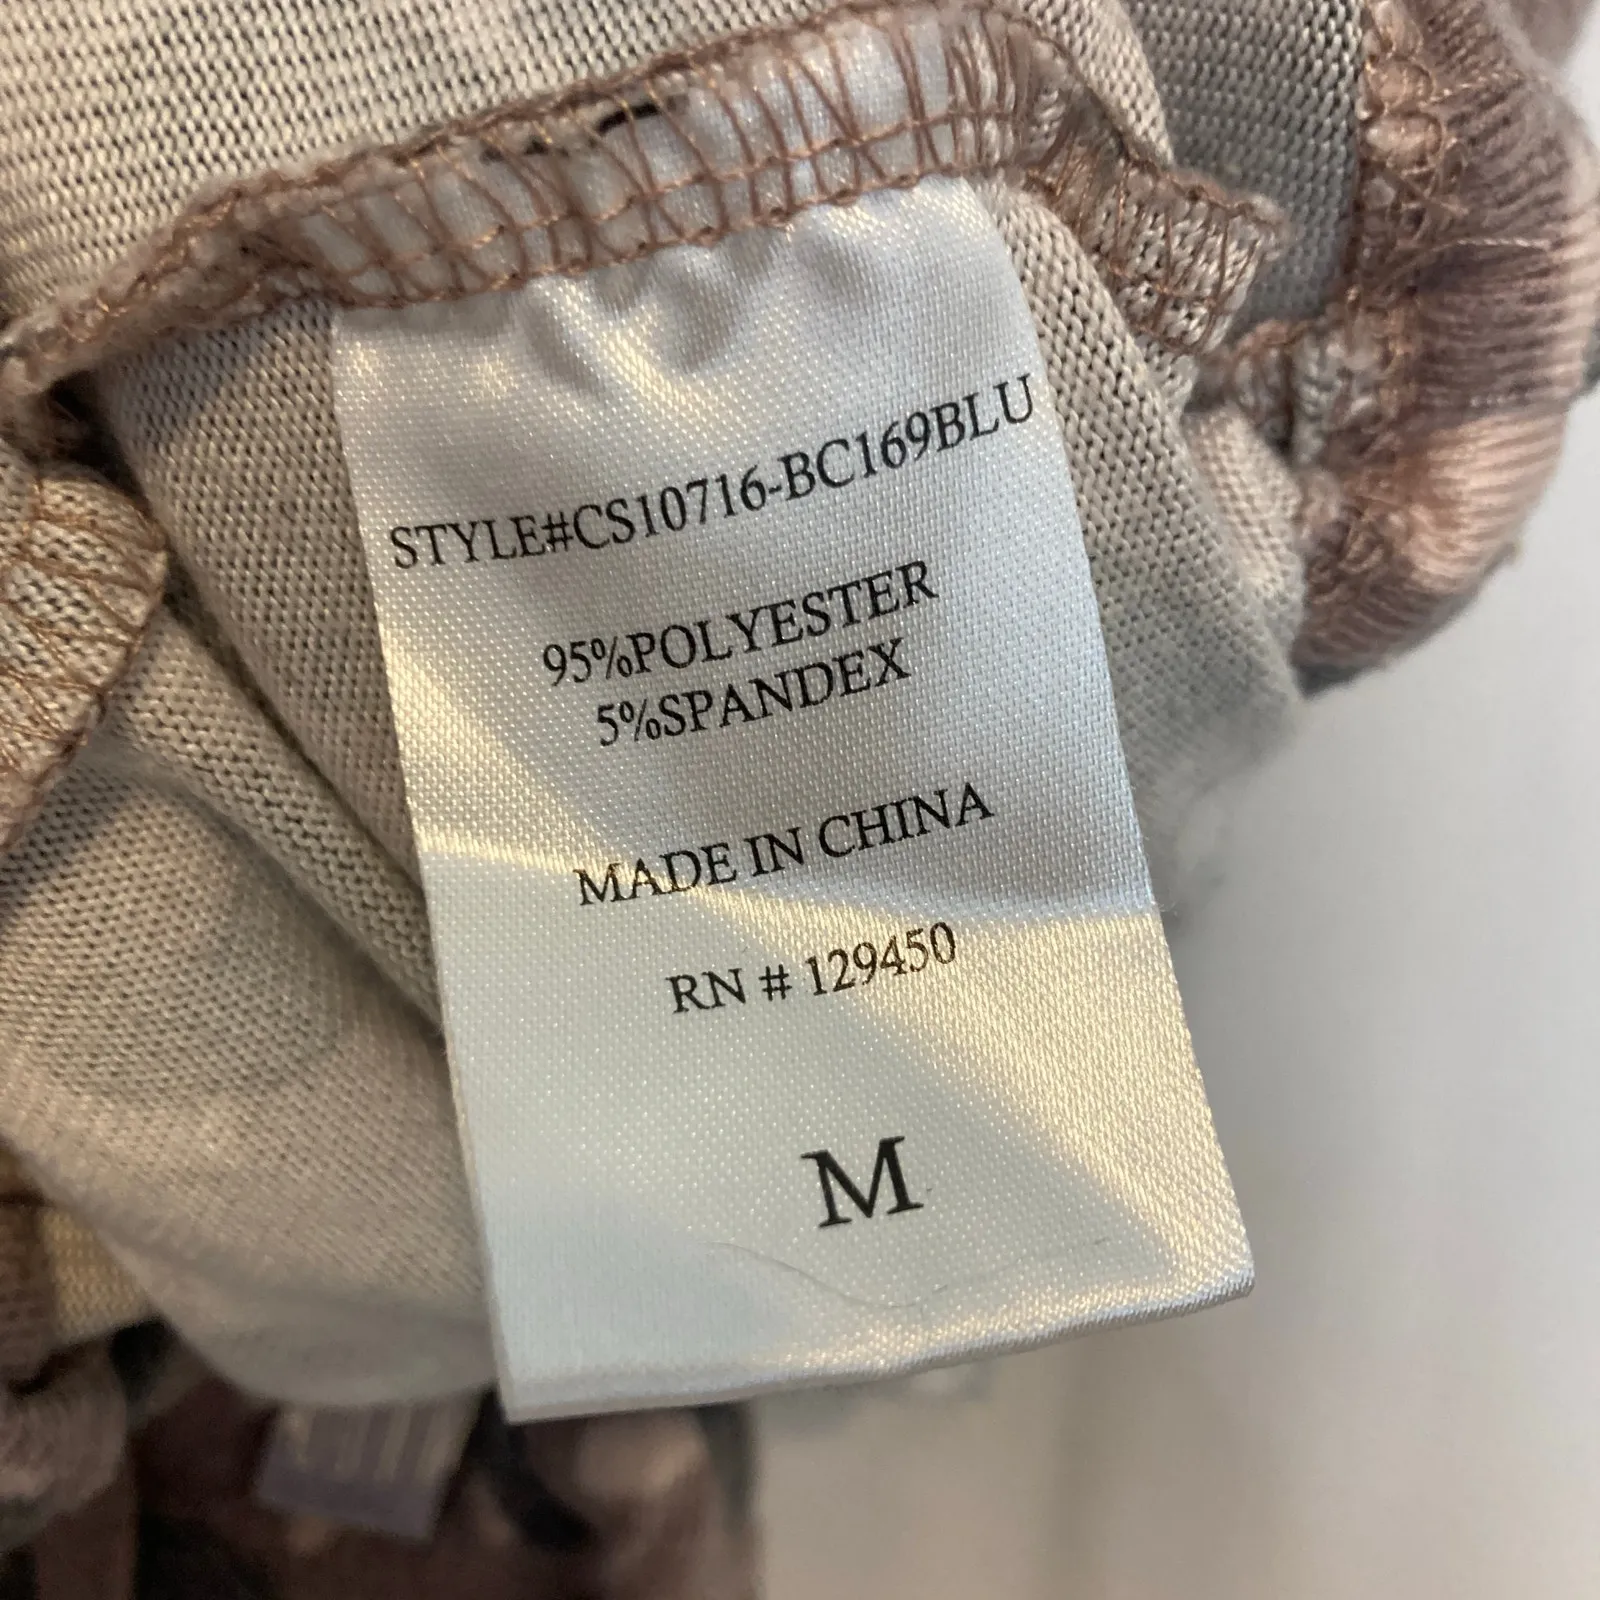 STYLE#CS10716-BC169BLU
95%POLYESTER
5%SPANDEX
MADE IN CHINA
RN # 129450
M